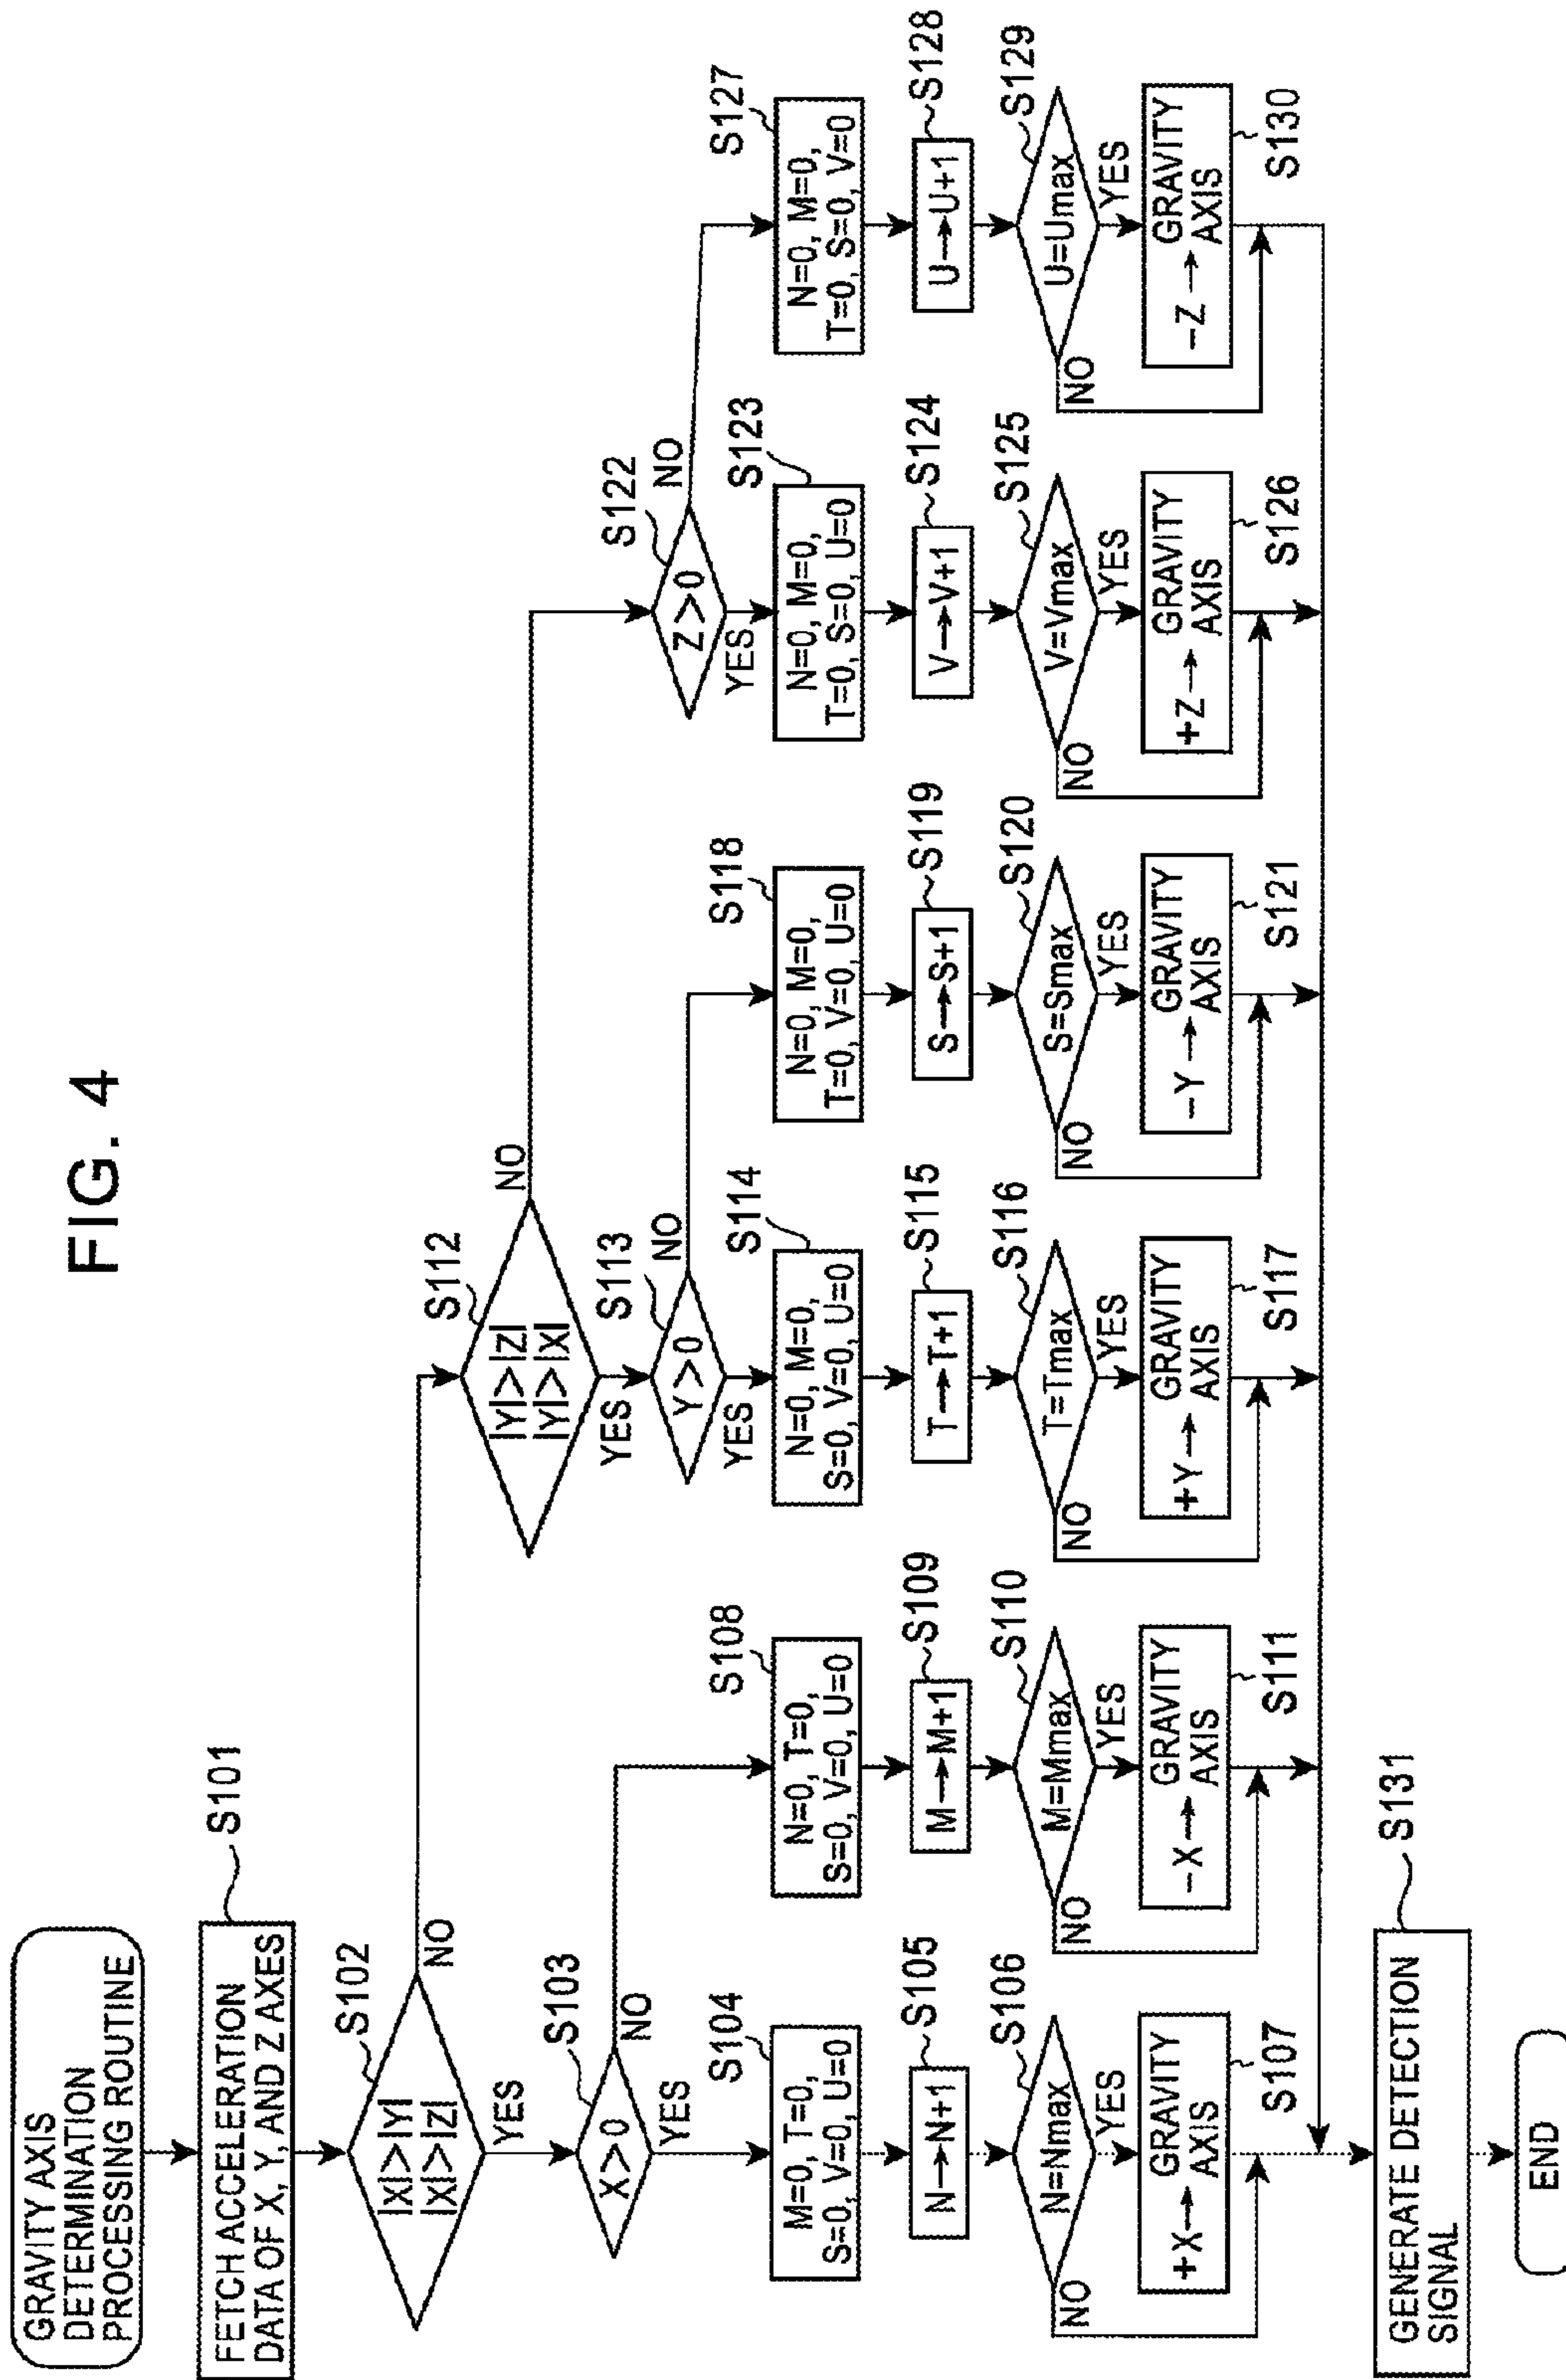 FIG. 4
GRAVITY AXIS
DETERMINATION
PROCESSING ROUTINE
FETCH ACCELERATION
DATA OF X, Y, AND Z AXES
S101
|X|>|Y|
|X|>|Z|
S102
NO
YES
X>0
S103
NO
YES
M=0, T=0,
S=0, V=0, U=0
S104
N→N+1
S105
N=Nmax
S106
NO
YES
+X→ GRAVITY
AXIS
S107
N=0, T=0,
S=0, V=0, U=0
S108
M→M+1
S109
M=Mmax
S110
NO
YES
−X→ GRAVITY
AXIS
S111
|Y|>|Z|
|Y|>|X|
S112
NO
YES
Y>0
S113
NO
YES
N=0, M=0,
S=0, V=0, U=0
S114
T→T+1
S115
T=Tmax
S116
NO
YES
+Y→ GRAVITY
AXIS
S117
N=0, M=0,
T=0, V=0, U=0
S118
S→S+1
S119
S=Smax
S120
NO
YES
−Y→ GRAVITY
AXIS
S121
Z>0
S122
NO
YES
N=0, M=0,
T=0, S=0, U=0
S123
V→V+1
S124
V=Vmax
S125
NO
YES
+Z→ GRAVITY
AXIS
S126
N=0, M=0,
T=0, S=0, V=0
S127
U→U+1
S128
U=Umax
S129
NO
YES
−Z→ GRAVITY
AXIS
S130
GENERATE DETECTION
SIGNAL
S131
END